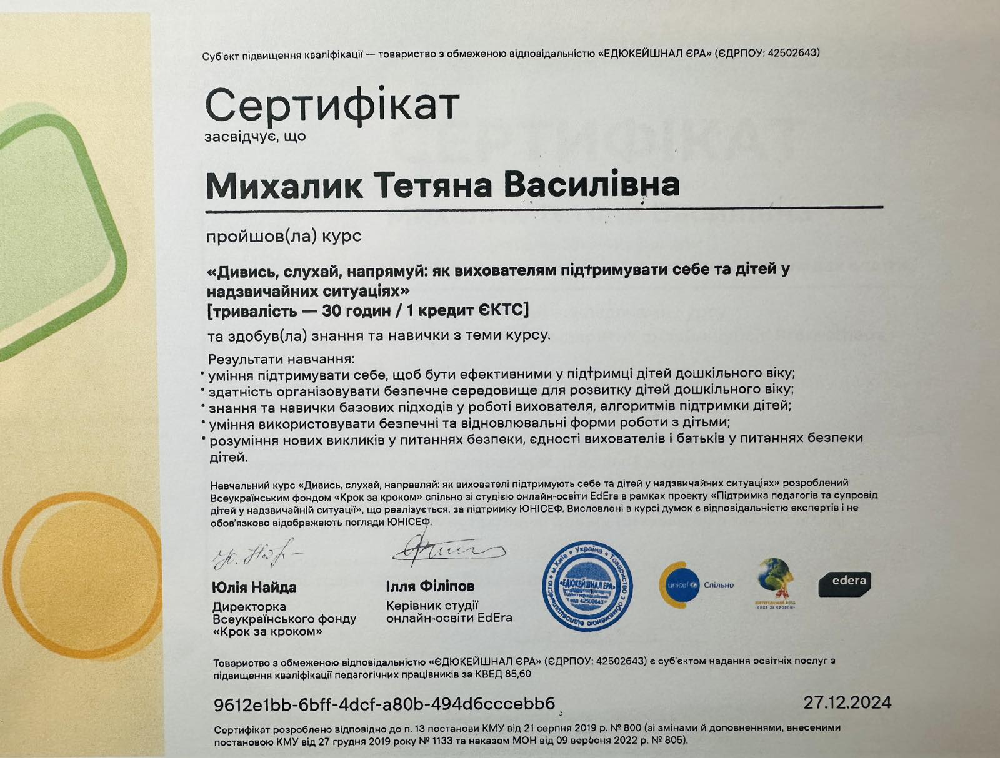 Суб'єкт підвищення кваліфікації — товариство з обмеженою відповідальністю «ЕДЮКЕЙШНАЛ ЄРА» (ЄДРПОУ: 42502643)
Сертифікат
засвідчує, що
Михалик Тетяна Василівна
пройшов(ла) курс
«Дивись, слухай, напрямуй: як вихователям підтримувати себе та дітей у
надзвичайних ситуаціях»
[тривалість — 30 годин / 1 кредит ЄКТС]
та здобув(ла) знання та навички з теми курсу.
Результати навчання:
• уміння підтримувати себе, щоб бути ефективними у підтримці дітей дошкільного віку;
• здатність організовувати безпечне середовище для розвитку дітей дошкільного віку;
• знання та навички базових підходів у роботі вихователя, алгоритмів підтримки дітей;
• уміння використовувати безпечні та відновлювальні форми роботи з дітьми;
• розуміння нових викликів у питаннях безпеки, єдності вихователів і батьків у питаннях безпеки
дітей.
Навчальний курс «Дивись, слухай, направляй: як вихователі підтримують себе та дітей у надзвичайних ситуаціях» розроблений
Всеукраїнським фондом «Крок за кроком» спільно зі студією онлайн-освіти EdEra в рамках проекту «Підтримка педагогів та супровід
дітей у надзвичайній ситуації», що реалізується. за підтримку ЮНІСЕФ. Висловлені в курсі думок є відповідальністю експертів і не
обов'язково відображають погляди ЮНІСЕФ.
Юлія Найда
Директорка
Всеукраїнського фонду
«Крок за кроком»
Ілля Філіпов
Керівник студії
онлайн-освіти EdEra
м.Київ • Україна • Товариство з обмеженою відповідальністю
«ЕДЮКЕЙШНАЛ ЕРА»
Ідентифікаційний
код 42502643
unicef Спільно
«КРОК ЗА КРОКОМ»
edera
Товариство з обмеженою відповідальністю «ЄДЮКЕЙШНАЛ ЄРА» (ЄДРПОУ: 42502643) є суб'єктом надання освітніх послуг з
підвищення кваліфікації педагогічних працівників за КВЕД 85,60
9612e1bb-6bff-4dcf-a80b-494d6cccebb6
27.12.2024
Сертифікат розроблено відповідно до п. 13 постанови КМУ від 21 серпня 2019 р. № 800 (зі змінами й доповненнями, внесеними
постановою КМУ від 27 грудня 2019 року № 1133 та наказом МОН від 09 вересня 2022 р. № 805).